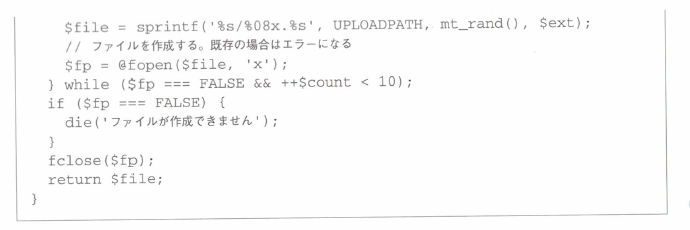 $file = sprintf('%s/%08x.%s', UPLOADPATH, mt_rand(), $ext);
// ファイルを作成する。既存の場合はエラーになる
$fp = @fopen($file, 'x');
} while ($fp === FALSE && ++$count < 10);
if ($fp === FALSE) {
die('ファイルが作成できません');
}
fclose($fp);
return $file;
}